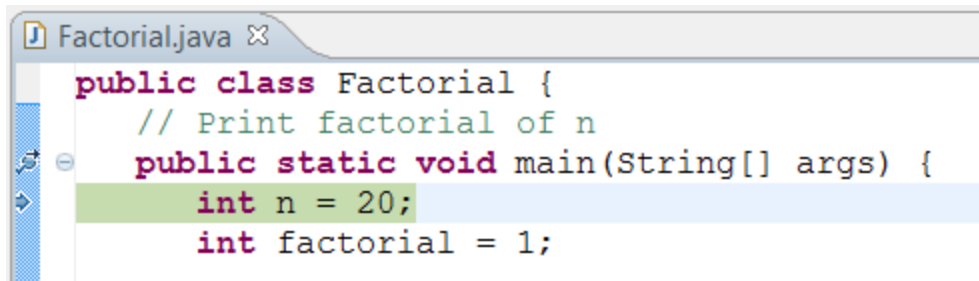 Factorial.java
public class Factorial {
// Print factorial of n
public static void main(String[] args) {
int n = 20;
int factorial = 1;